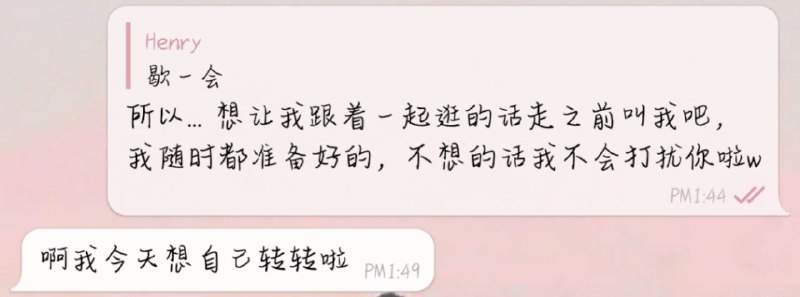 Henry
歇一会
所以... 想让我跟着一起逛的话走之前叫我吧，
我随时都准备好的，不想的话我不会打扰你啦w
PM1:44
啊我今天想自己转转啦 PM1:49